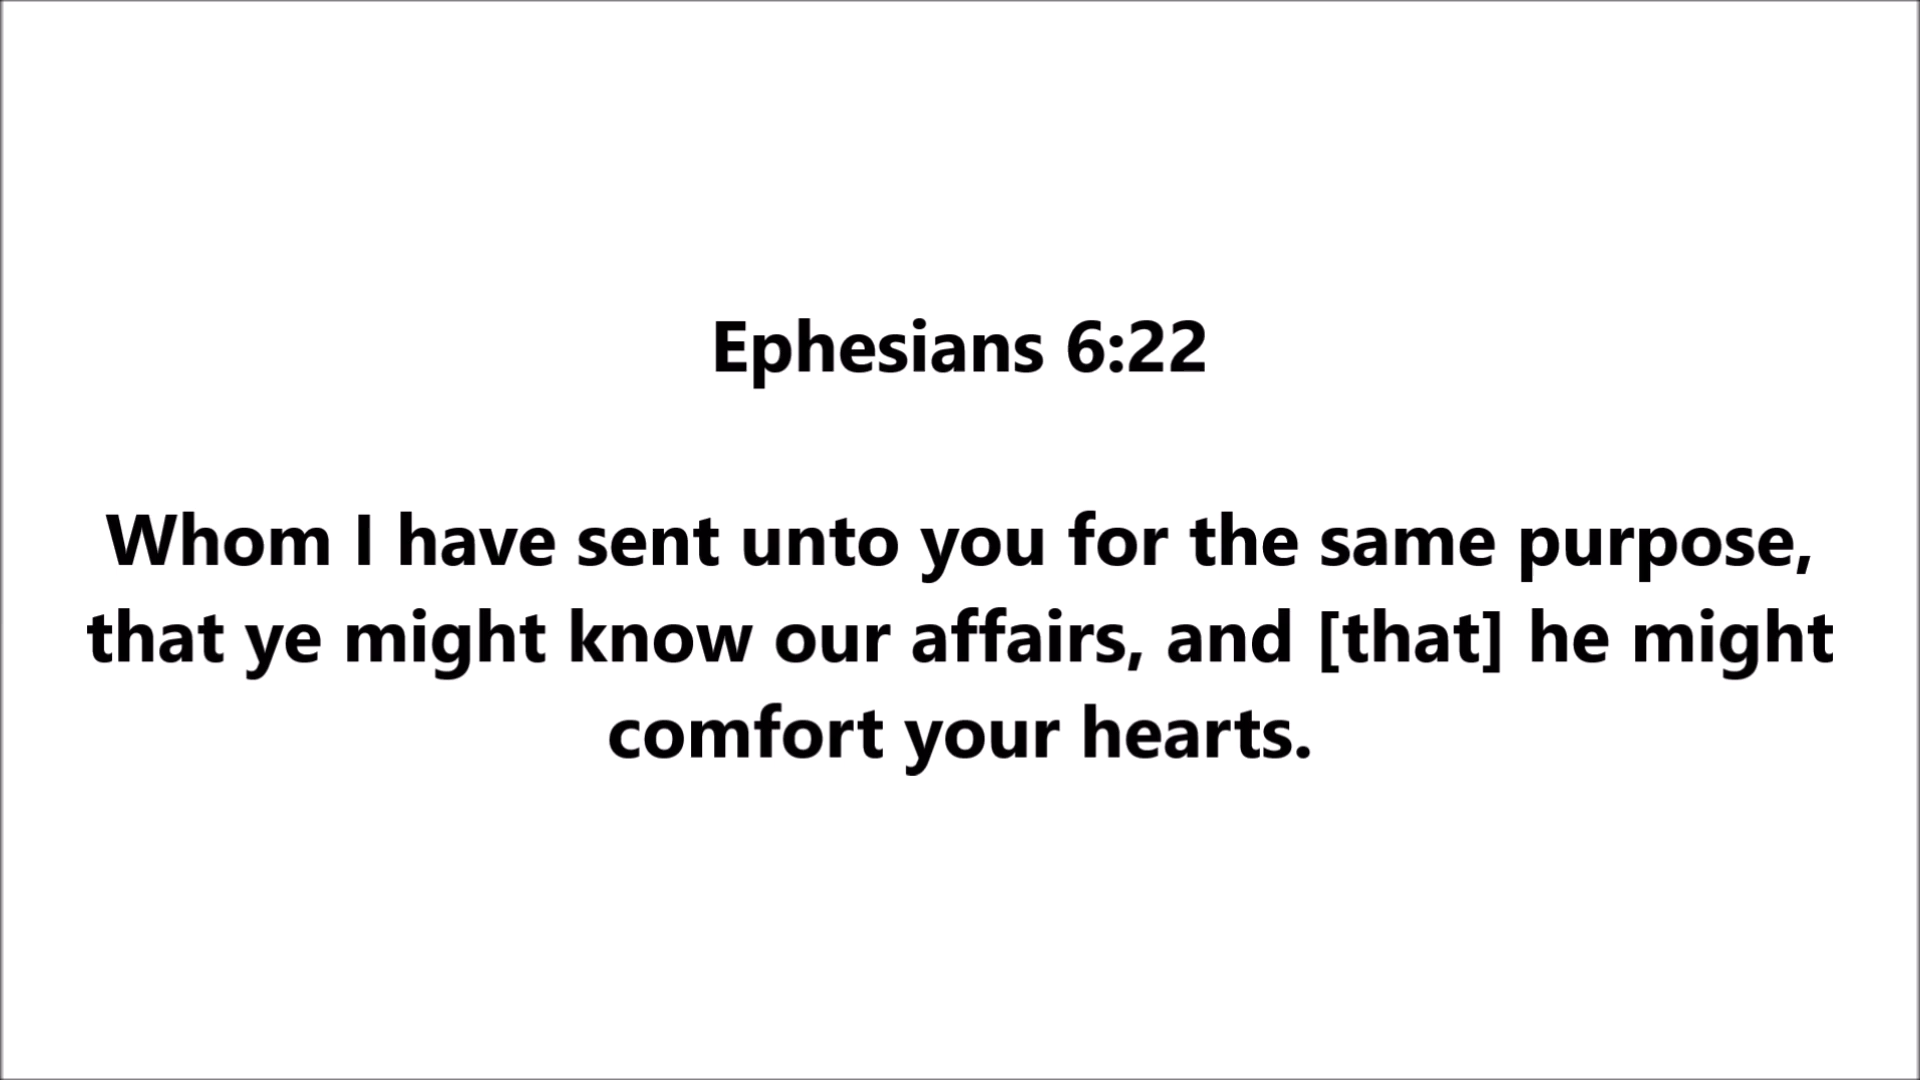 Ephesians 6:22
Whom I have sent unto you for the same purpose,
that ye might know our affairs, and [that] he might
comfort your hearts.